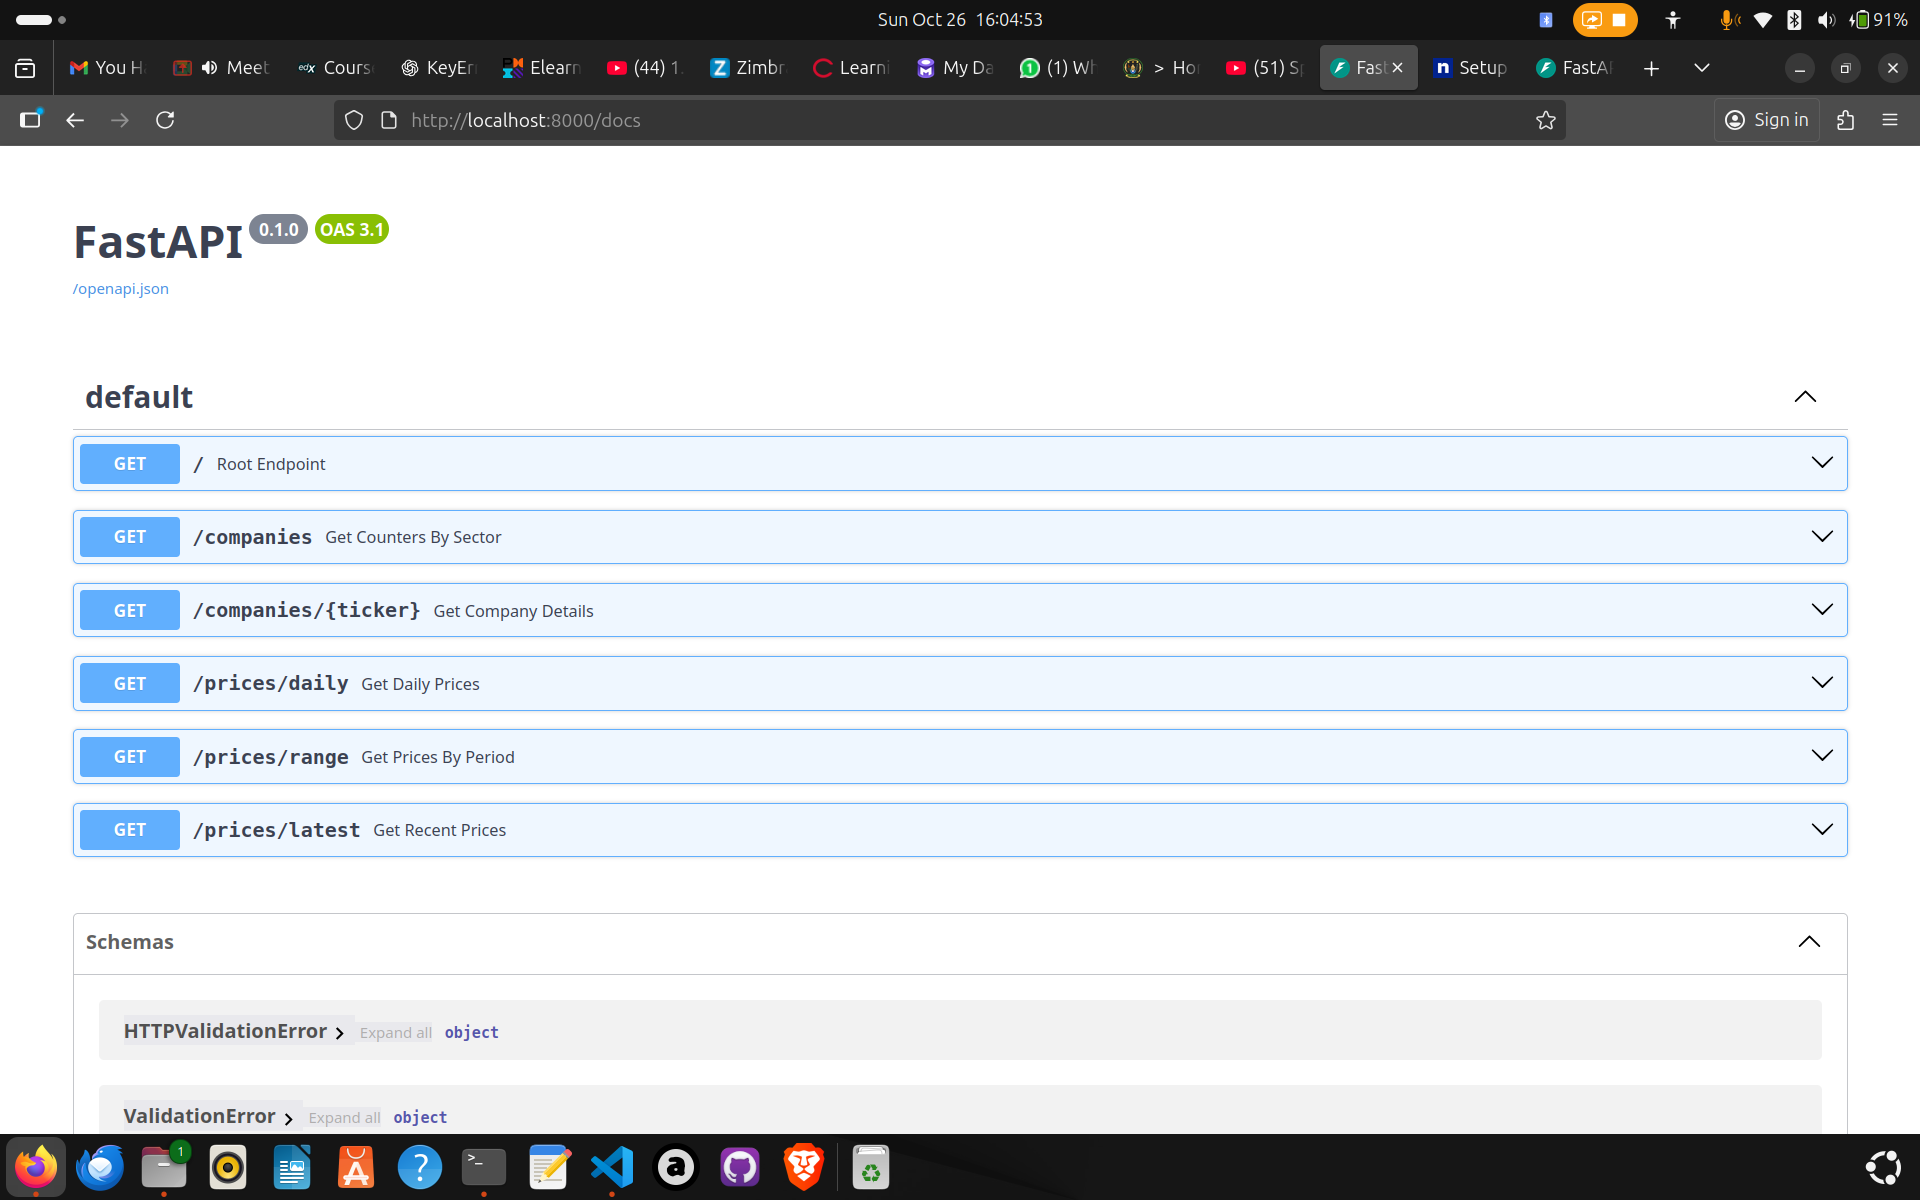 Sun Oct 26 16:04:53
91%
You H
Meet
Cours
KeyEr
Elearn
(44) 1.
Zimbr
Learni
My Da
(1) Wh
> Ho
(51) S
Fast
Setup
FastAP
http://localhost:8000/docs
Sign in
FastAPI 0.1.0 OAS 3.1
/openapi.json
default
GET / Root Endpoint
GET /companies Get Counters By Sector
GET /companies/{ticker} Get Company Details
GET /prices/daily Get Daily Prices
GET /prices/range Get Prices By Period
GET /prices/latest Get Recent Prices
Schemas
HTTPValidationError Expand all object
ValidationError Expand all object
1